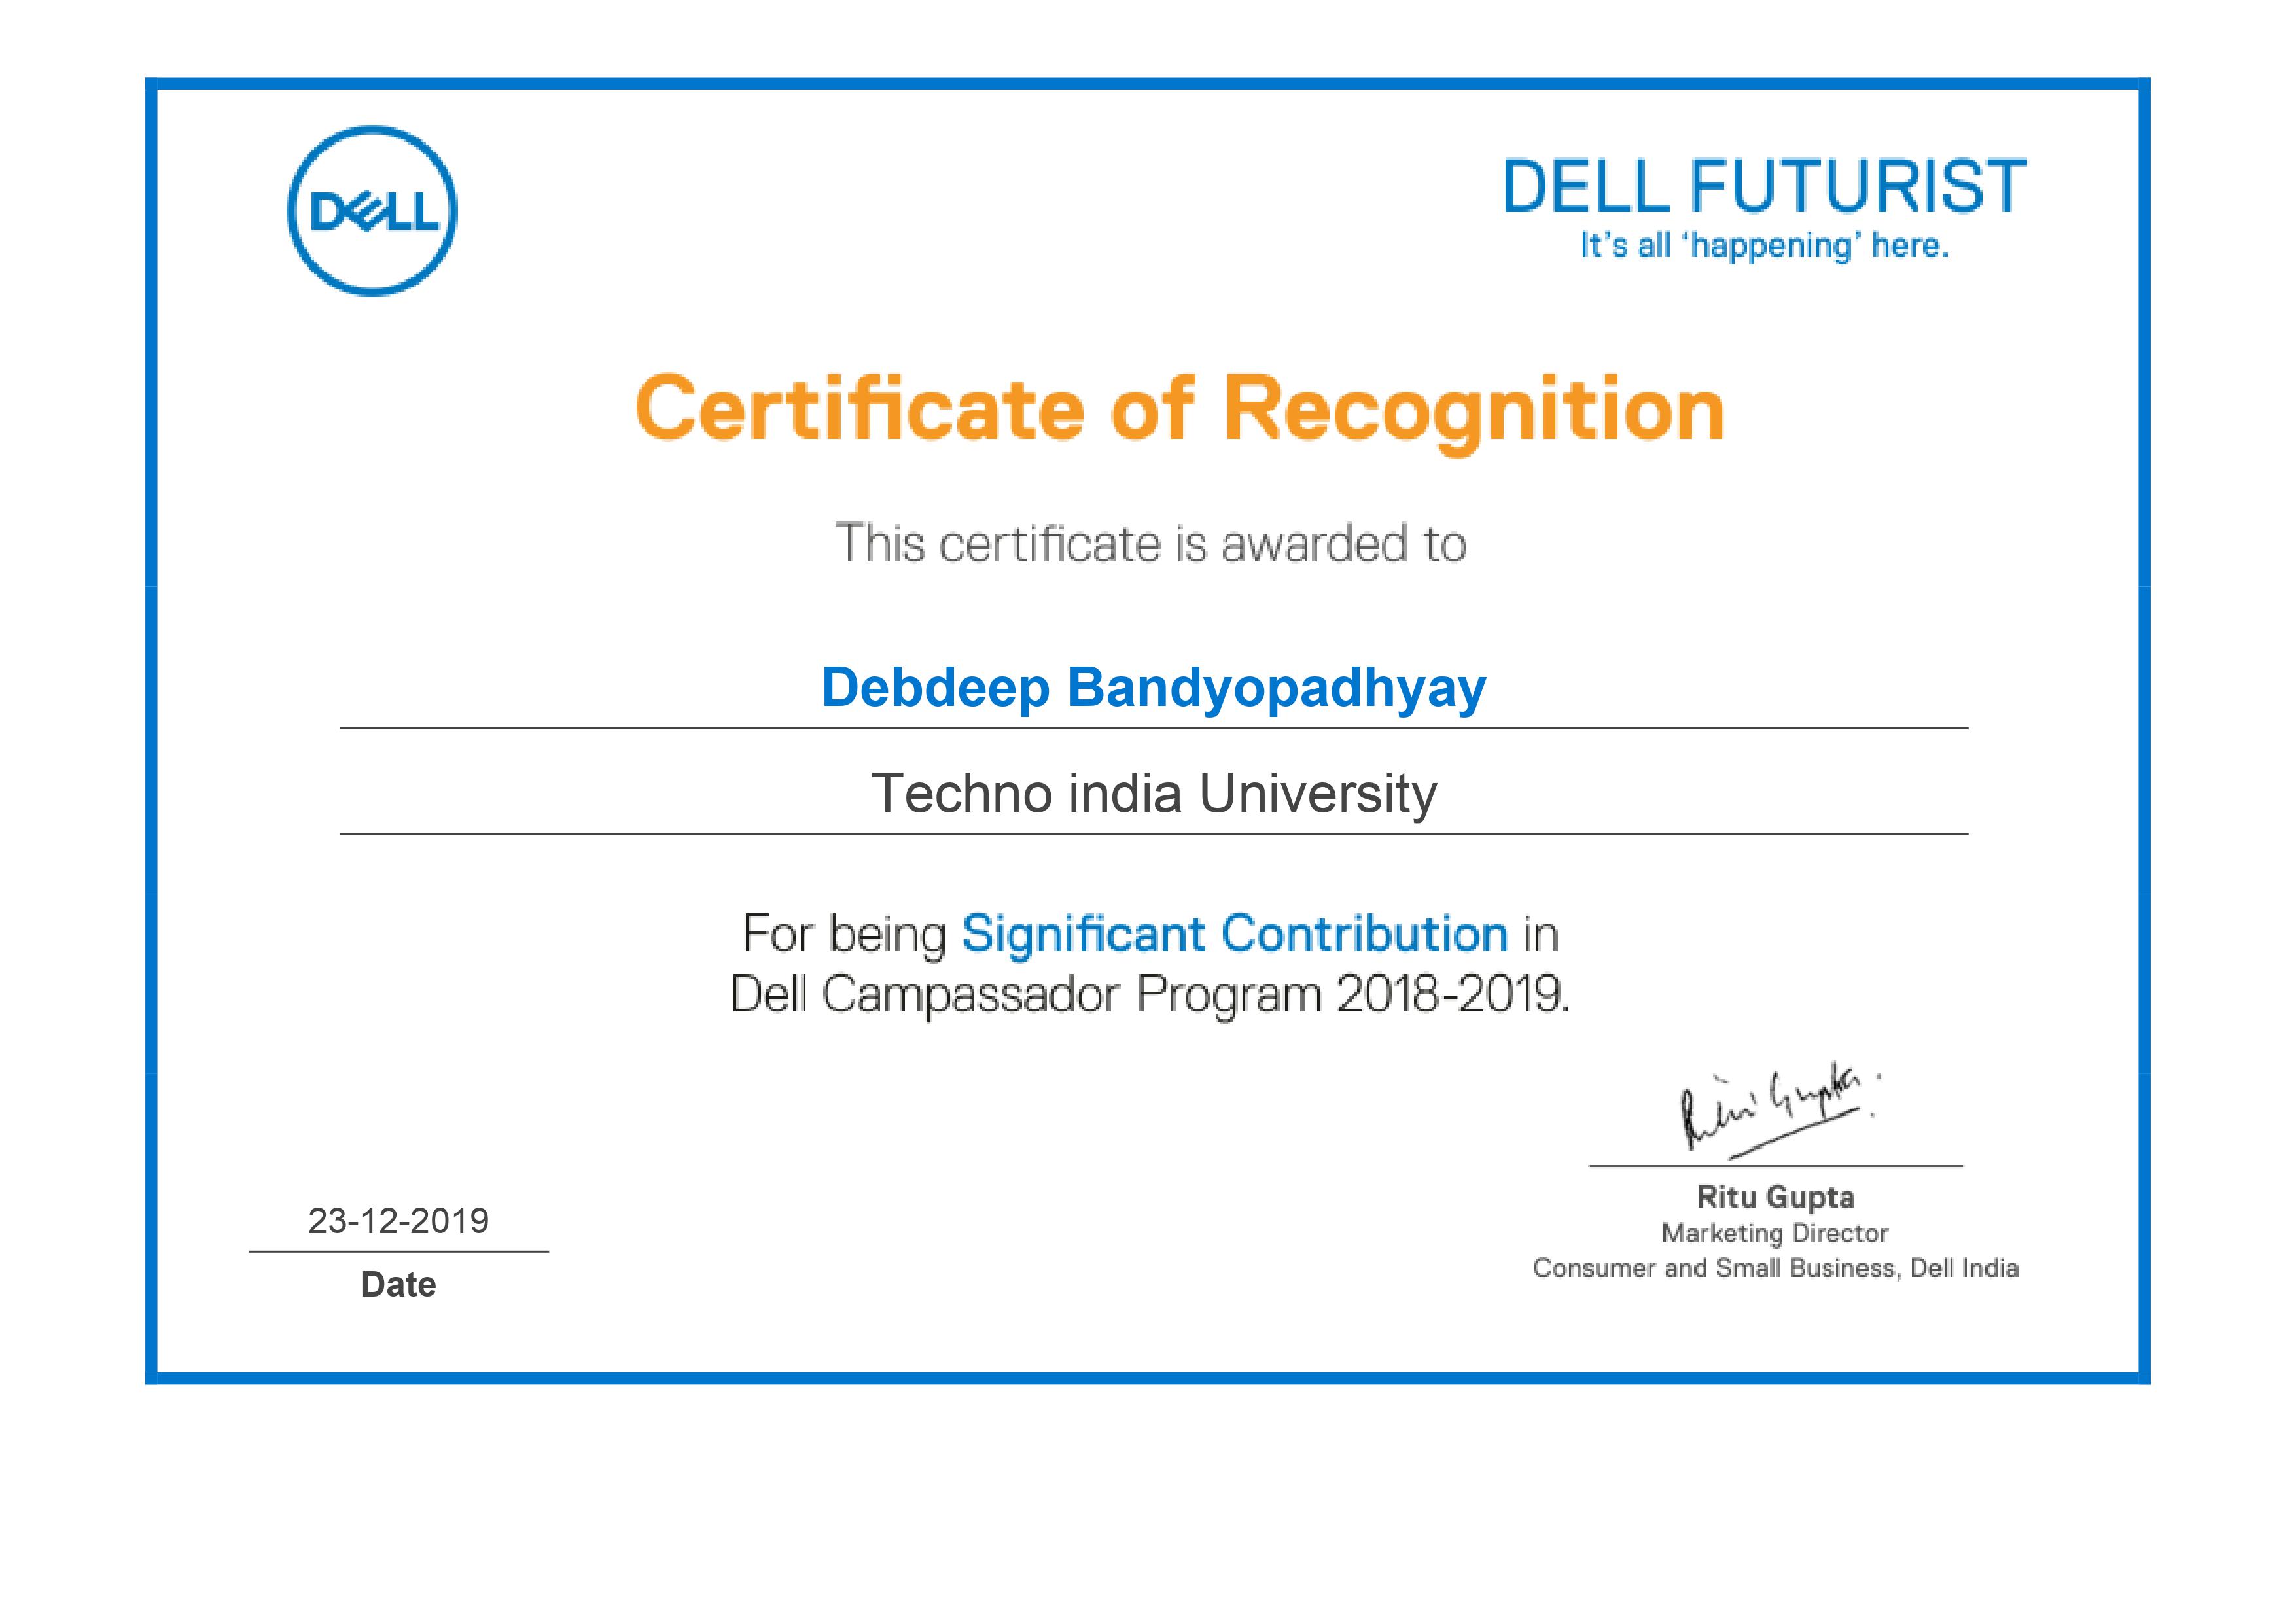 DELL
DELL FUTURIST
It's all 'happening' here.
Certificate of Recognition
This certificate is awarded to
Debdeep Bandyopadhyay
Techno india University
For being Significant Contribution in
Dell Campassador Program 2018-2019.
Ritu Gupta
Ritu Gupta
Marketing Director
Consumer and Small Business, Dell India
23-12-2019
Date